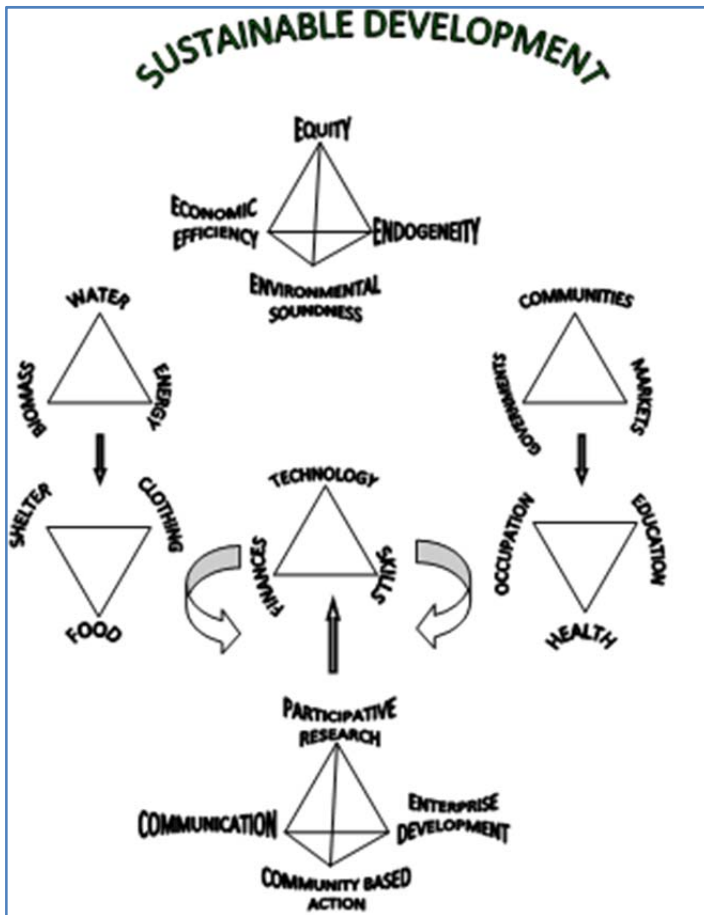 SUSTAINABLE DEVELOPMENT
EQUITY
ECONOMIC
EFFICIENCY
ENDOGENEITY
ENVIRONMENTAL
SOUNDNESS
WATER
BIOMASS
ENERGY
COMMUNITIES
GOVERNMENTS
MARKETS
SHELTER
CLOTHING
FOOD
TECHNOLOGY
FINANCES
SKILLS
OCCUPATION
EDUCATION
HEALTH
PARTICIPATIVE
RESEARCH
COMMUNICATION
ENTERPRISE
DEVELOPMENT
COMMUNITY BASED
ACTION